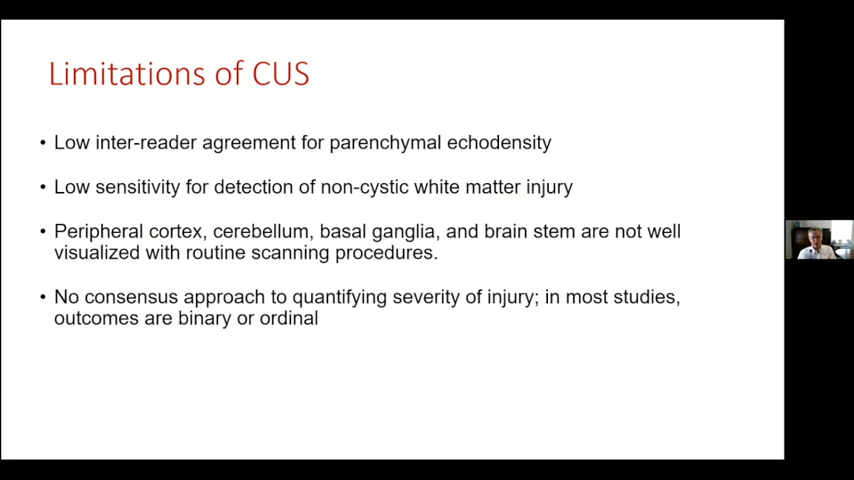 Limitations of CUS
• Low inter-reader agreement for parenchymal echodensity
• Low sensitivity for detection of non-cystic white matter injury
• Peripheral cortex, cerebellum, basal ganglia, and brain stem are not well
visualized with routine scanning procedures.
• No consensus approach to quantifying severity of injury; in most studies,
outcomes are binary or ordinal